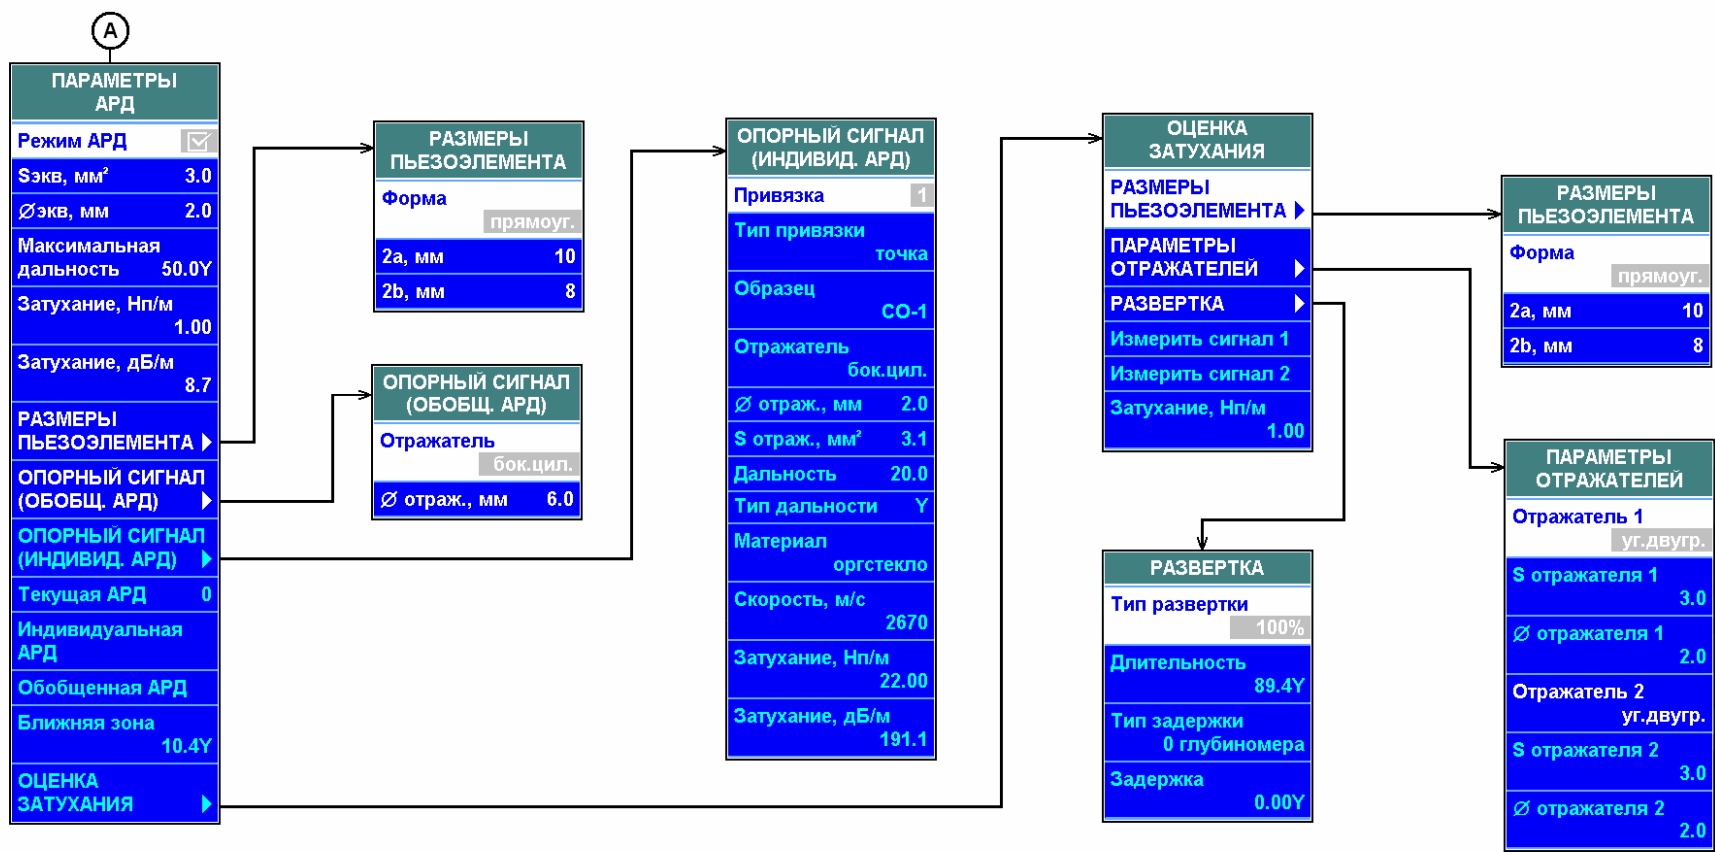 A
ПАРАМЕТРЫ
АРД
Режим АРД
Sэкв, мм² 3.0
∅экв, мм 2.0
Максимальная
дальность 50.0Y
Затухание, Нп/м
1.00
Затухание, дБ/м
8.7
РАЗМЕРЫ
ПЬЕЗОЭЛЕМЕНТА
ОПОРНЫЙ СИГНАЛ
(ОБОБЩ. АРД)
ОПОРНЫЙ СИГНАЛ
(ИНДИВИД. АРД)
Текущая АРД 0
Индивидуальная
АРД
Обобщенная АРД
Ближняя зона
10.4Y
ОЦЕНКА
ЗАТУХАНИЯ
РАЗМЕРЫ
ПЬЕЗОЭЛЕМЕНТА
Форма
прямоуг.
2a, мм 10
2b, мм 8
ОПОРНЫЙ СИГНАЛ
(ОБОБЩ. АРД)
Отражатель
бок.цил.
∅ отраж., мм 6.0
ОПОРНЫЙ СИГНАЛ
(ИНДИВИД. АРД)
Привязка 1
Тип привязки
точка
Образец
СО-1
Отражатель
бок.цил.
∅ отраж., мм 2.0
S отраж., мм² 3.1
Дальность 20.0
Тип дальности Y
Материал
оргстекло
Скорость, м/с
2670
Затухание, Нп/м
22.00
Затухание, дБ/м
191.1
ОЦЕНКА
ЗАТУХАНИЯ
РАЗМЕРЫ
ПЬЕЗОЭЛЕМЕНТА
ПАРАМЕТРЫ
ОТРАЖАТЕЛЕЙ
РАЗВЕРТКА
Измерить сигнал 1
Измерить сигнал 2
Затухание, Нп/м
1.00
РАЗВЕРТКА
Тип развертки
100%
Длительность
89.4Y
Тип задержки
0 глубиномера
Задержка
0.00Y
РАЗМЕРЫ
ПЬЕЗОЭЛЕМЕНТА
Форма
прямоуг.
2a, мм 10
2b, мм 8
ПАРАМЕТРЫ
ОТРАЖАТЕЛЕЙ
Отражатель 1
уг.двугр.
S отражателя 1
3.0
∅ отражателя 1
2.0
Отражатель 2
уг.двугр.
S отражателя 2
3.0
∅ отражателя 2
2.0